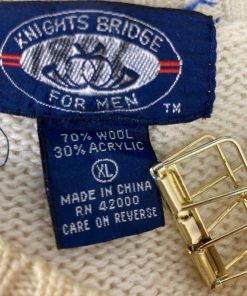 KNIGHTS BRIDGE
FOR MEN
TM
70% WOOL
30% ACRYLIC
XL
MADE IN CHINA
RN 42000
CARE ON REVERSE